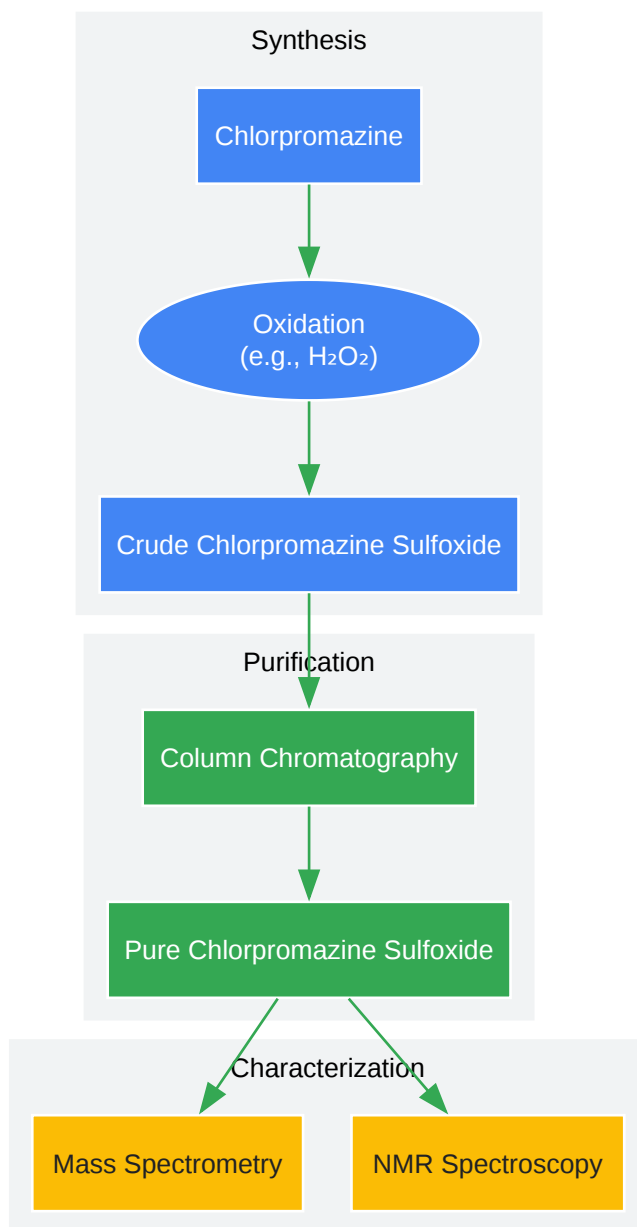 Synthesis
Chlorpromazine
Oxidation
(e.g., H₂O₂)
Crude Chlorpromazine Sulfoxide
Purification
Column Chromatography
Pure Chlorpromazine Sulfoxide
Characterization
Mass Spectrometry
NMR Spectroscopy